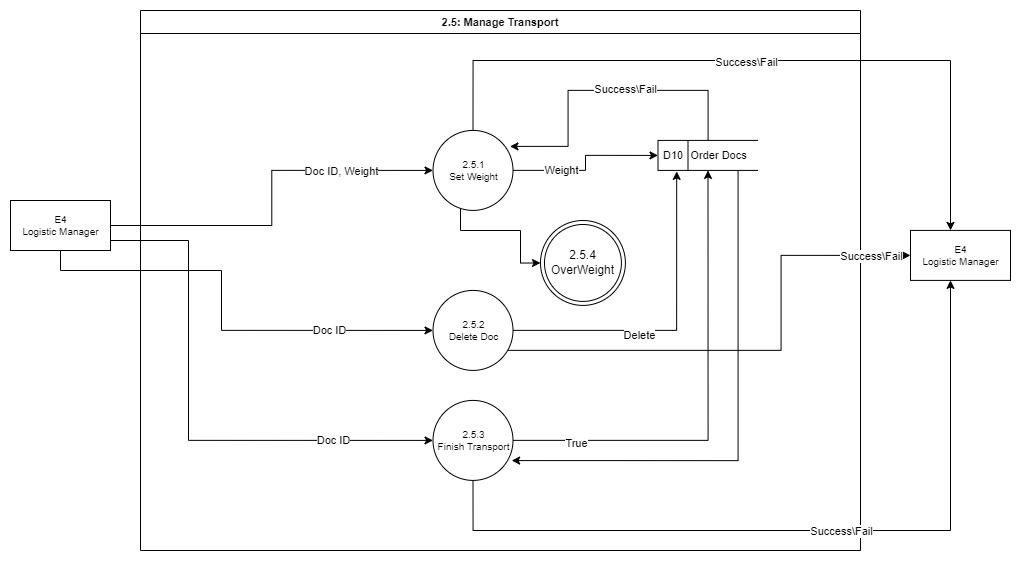 2.5: Manage Transport
Success\Fail
Success\Fail
D10
Order Docs
2.5.1
Set Weight
Doc ID, Weight
Weight
E4
Logistic Manager
2.5.4
OverWeight
Success\Fail
E4
Logistic Manager
Doc ID
2.5.2
Delete Doc
Delete
Doc ID
2.5.3
Finish Transport
True
Success\Fail